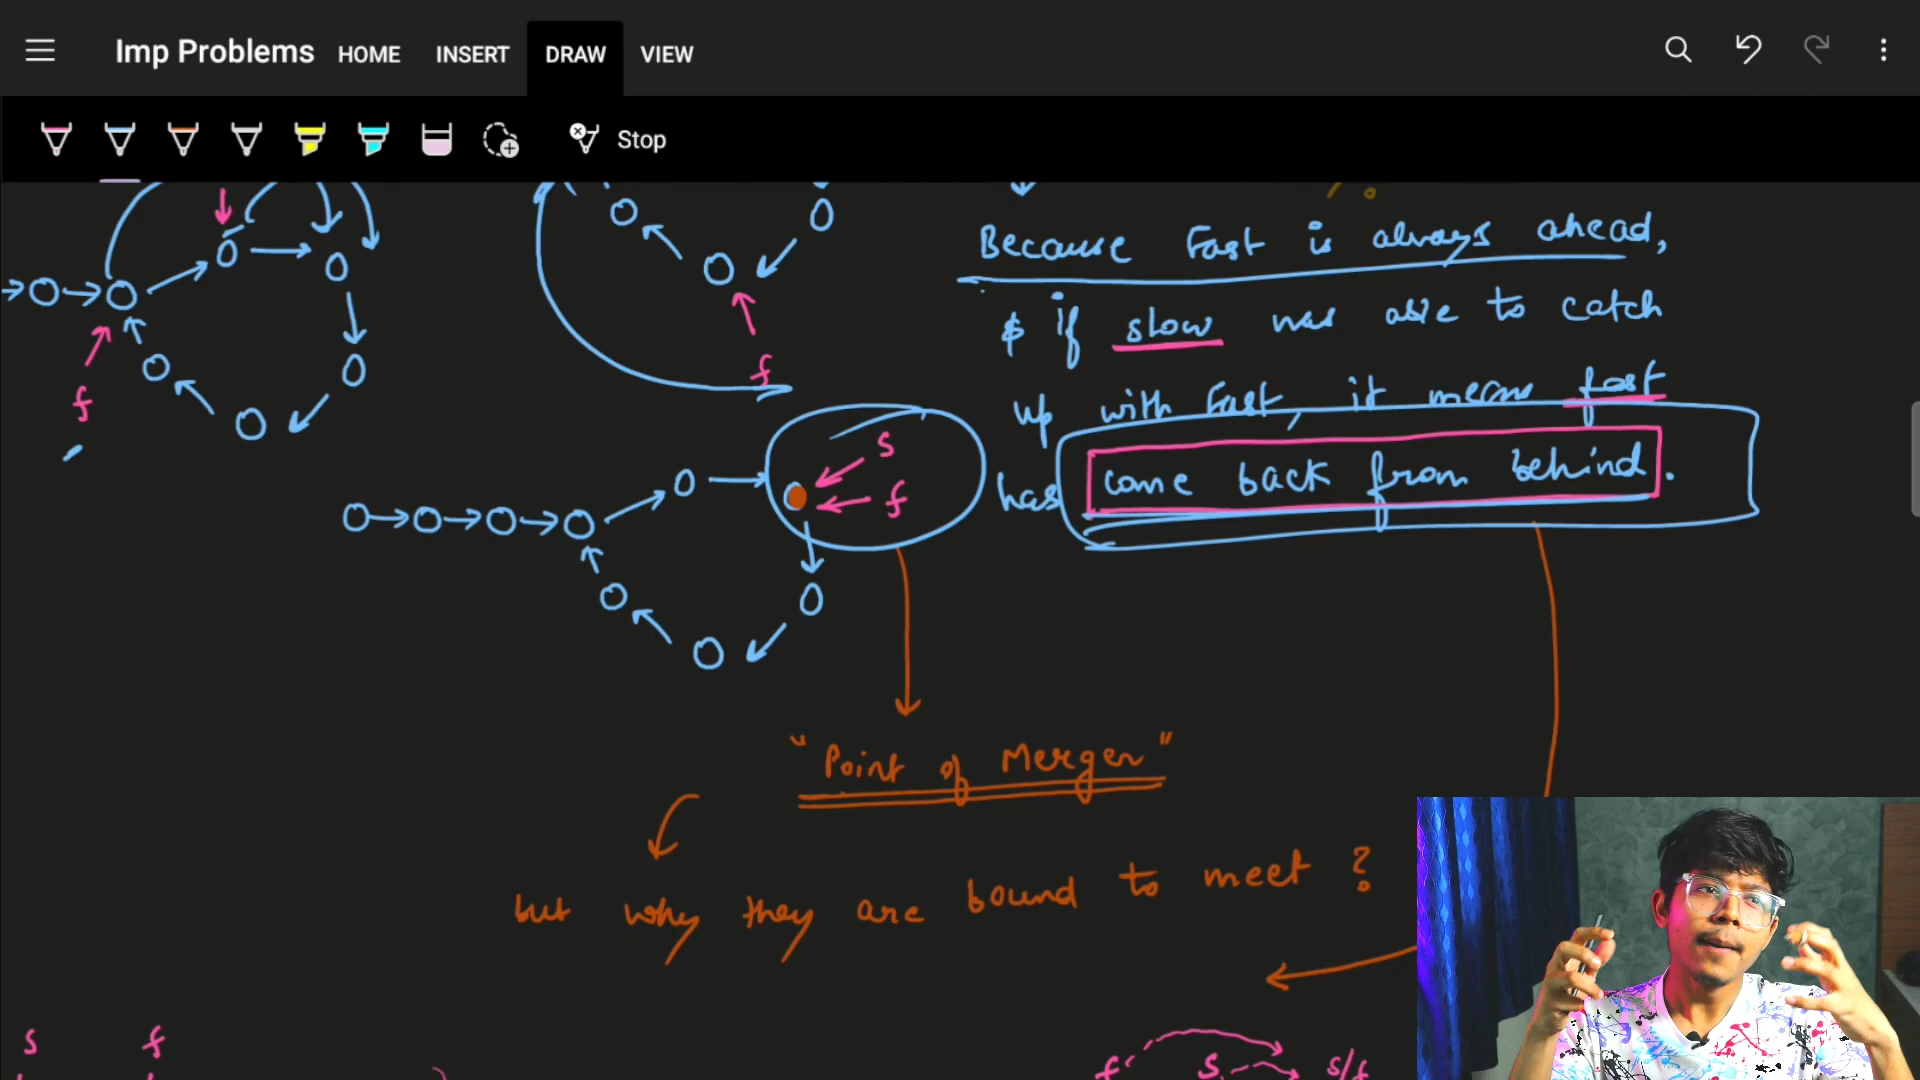 Imp Problems HOME INSERT DRAW VIEW
Stop
Because Fast is always ahead,
$ if slow was able to catch
up with Fast, it means fast
has come back from behind.
f
f
s
f
"Point of Merger"
but why they are bound to meet ?
s f
f s s/f